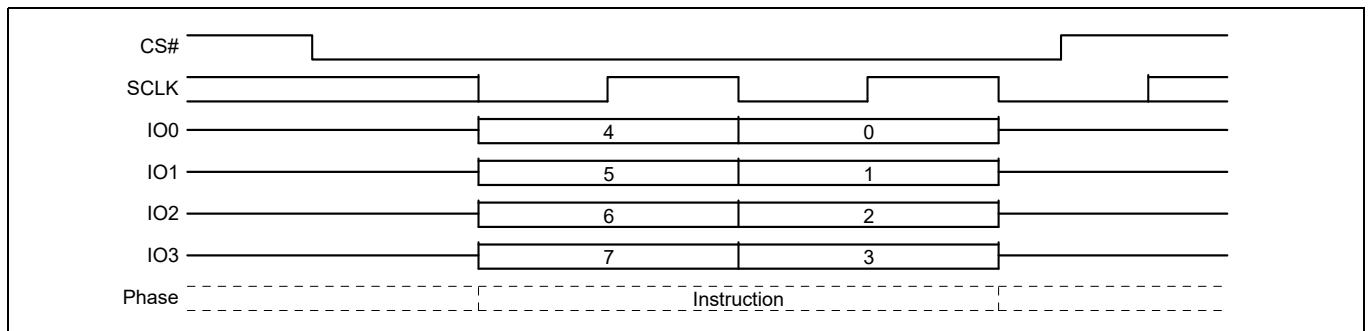 CS#
SCLK
IO0 4 0
IO1 5 1
IO2 6 2
IO3 7 3
Phase Instruction